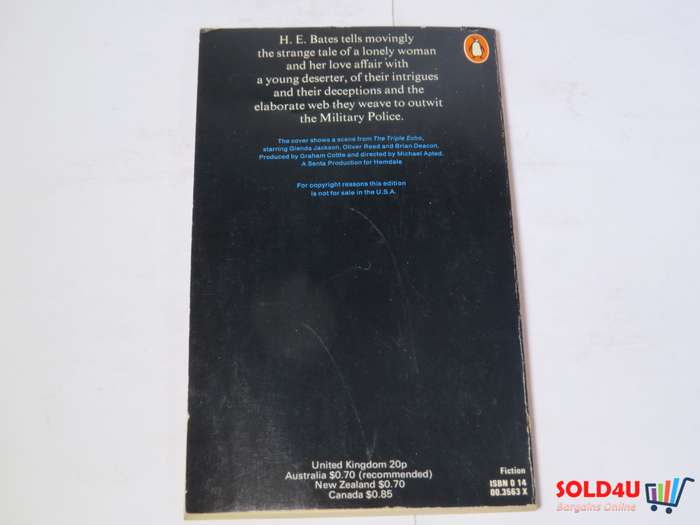 H. E. Bates tells movingly
the strange tale of a lonely woman
and her love affair with
a young deserter, of their intrigues
and their deceptions and the
elaborate web they weave to outwit
the Military Police.
The cover shows a scene from The Triple Echo,
starring Glenda Jackson, Oliver Reed and Brian Deacon.
Produced by Graham Cottle and directed by Michael Apted.
A Senta Production for Hemdale
For copyright reasons this edition
is not for sale in the U.S.A.
United Kingdom 20p
Australia $0.70 (recommended)
New Zealand $0.70
Canada $0.85
Fiction
ISBN 0 14
00.3563 X
SOLD4U
Bargains Online